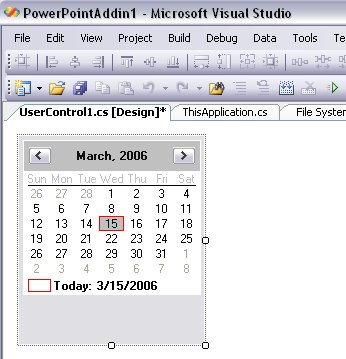 PowerPointAddin1 - Microsoft Visual Studio
File Edit View Project Build Debug Data Tools
UserControl1.cs [Design]* ThisApplication.cs File System
March, 2006
Sun Mon Tue Wed Thu Fri Sat
26 27 28 1 2 3 4
5 6 7 8 9 10 11
12 13 14 15 16 17 18
19 20 21 22 23 24 25
26 27 28 29 30 31 1
2 3 4 5 6 7 8
Today: 3/15/2006